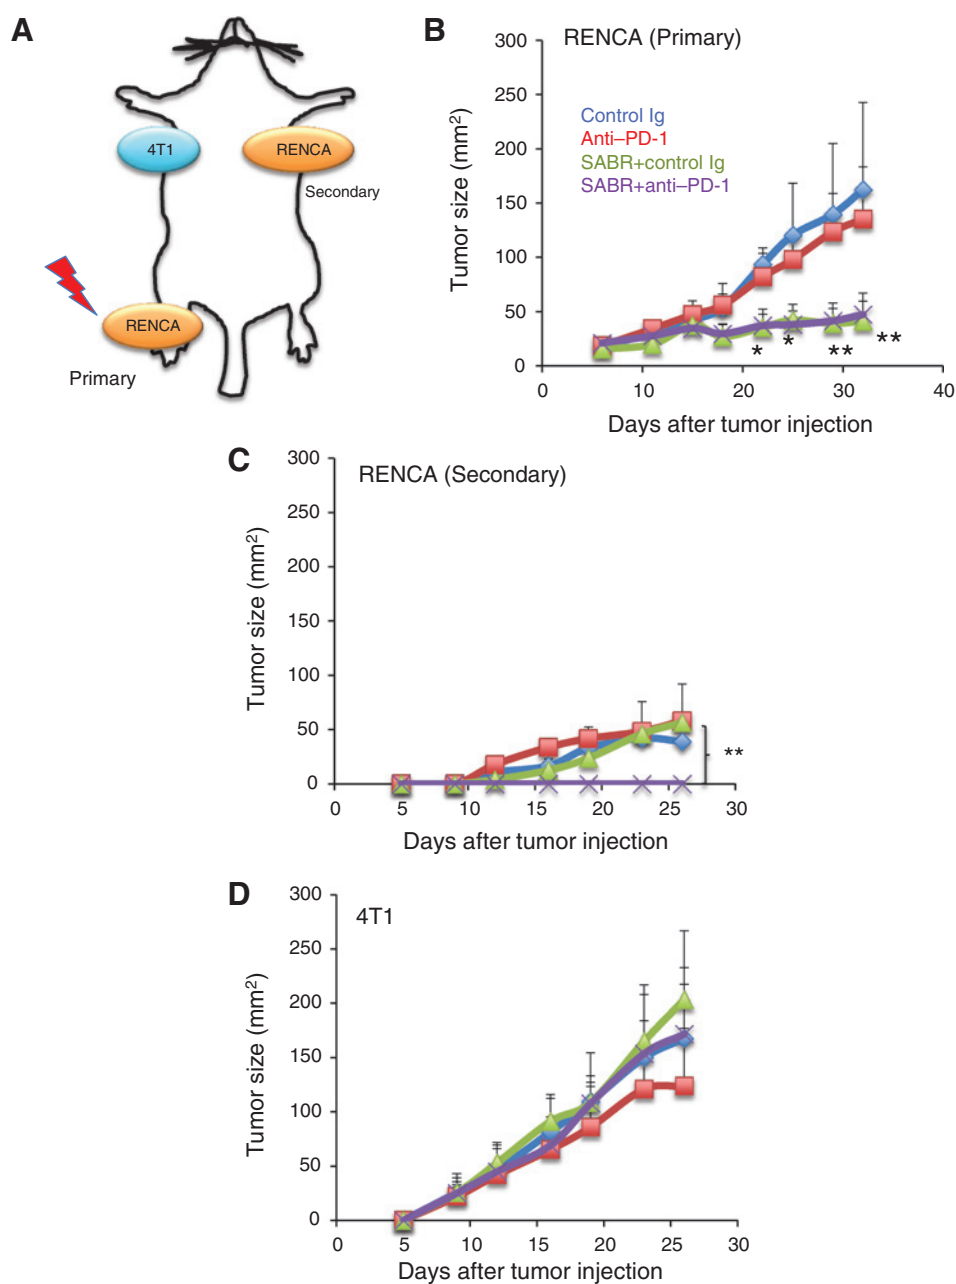 A
4T1
RENCA
Secondary
RENCA
Primary
B
RENCA (Primary)
Control Ig
Anti–PD-1
SABR+control Ig
SABR+anti–PD-1
Tumor size (mm²)
300
250
200
150
100
50
0
* * ** **
0 10 20 30 40
Days after tumor injection
C
RENCA (Secondary)
Tumor size (mm²)
300
250
200
150
100
50
0
**
0 5 10 15 20 25 30
Days after tumor injection
D
4T1
Tumor size (mm²)
300
250
200
150
100
50
0
0 5 10 15 20 25 30
Days after tumor injection